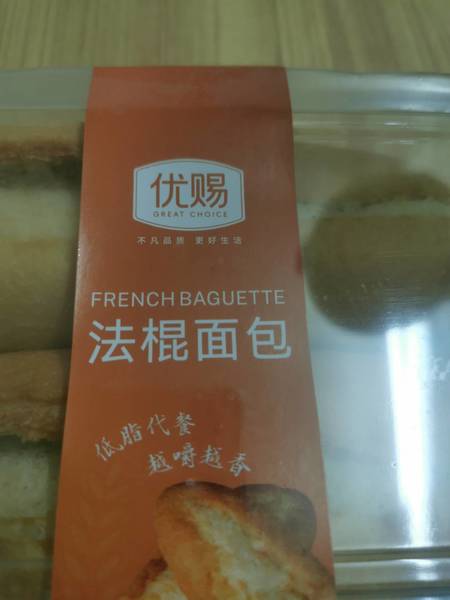 优赐
GREAT CHOICE
不凡品质 更好生活
FRENCH BAGUETTE
法棍面包
低脂代餐
越嚼越香